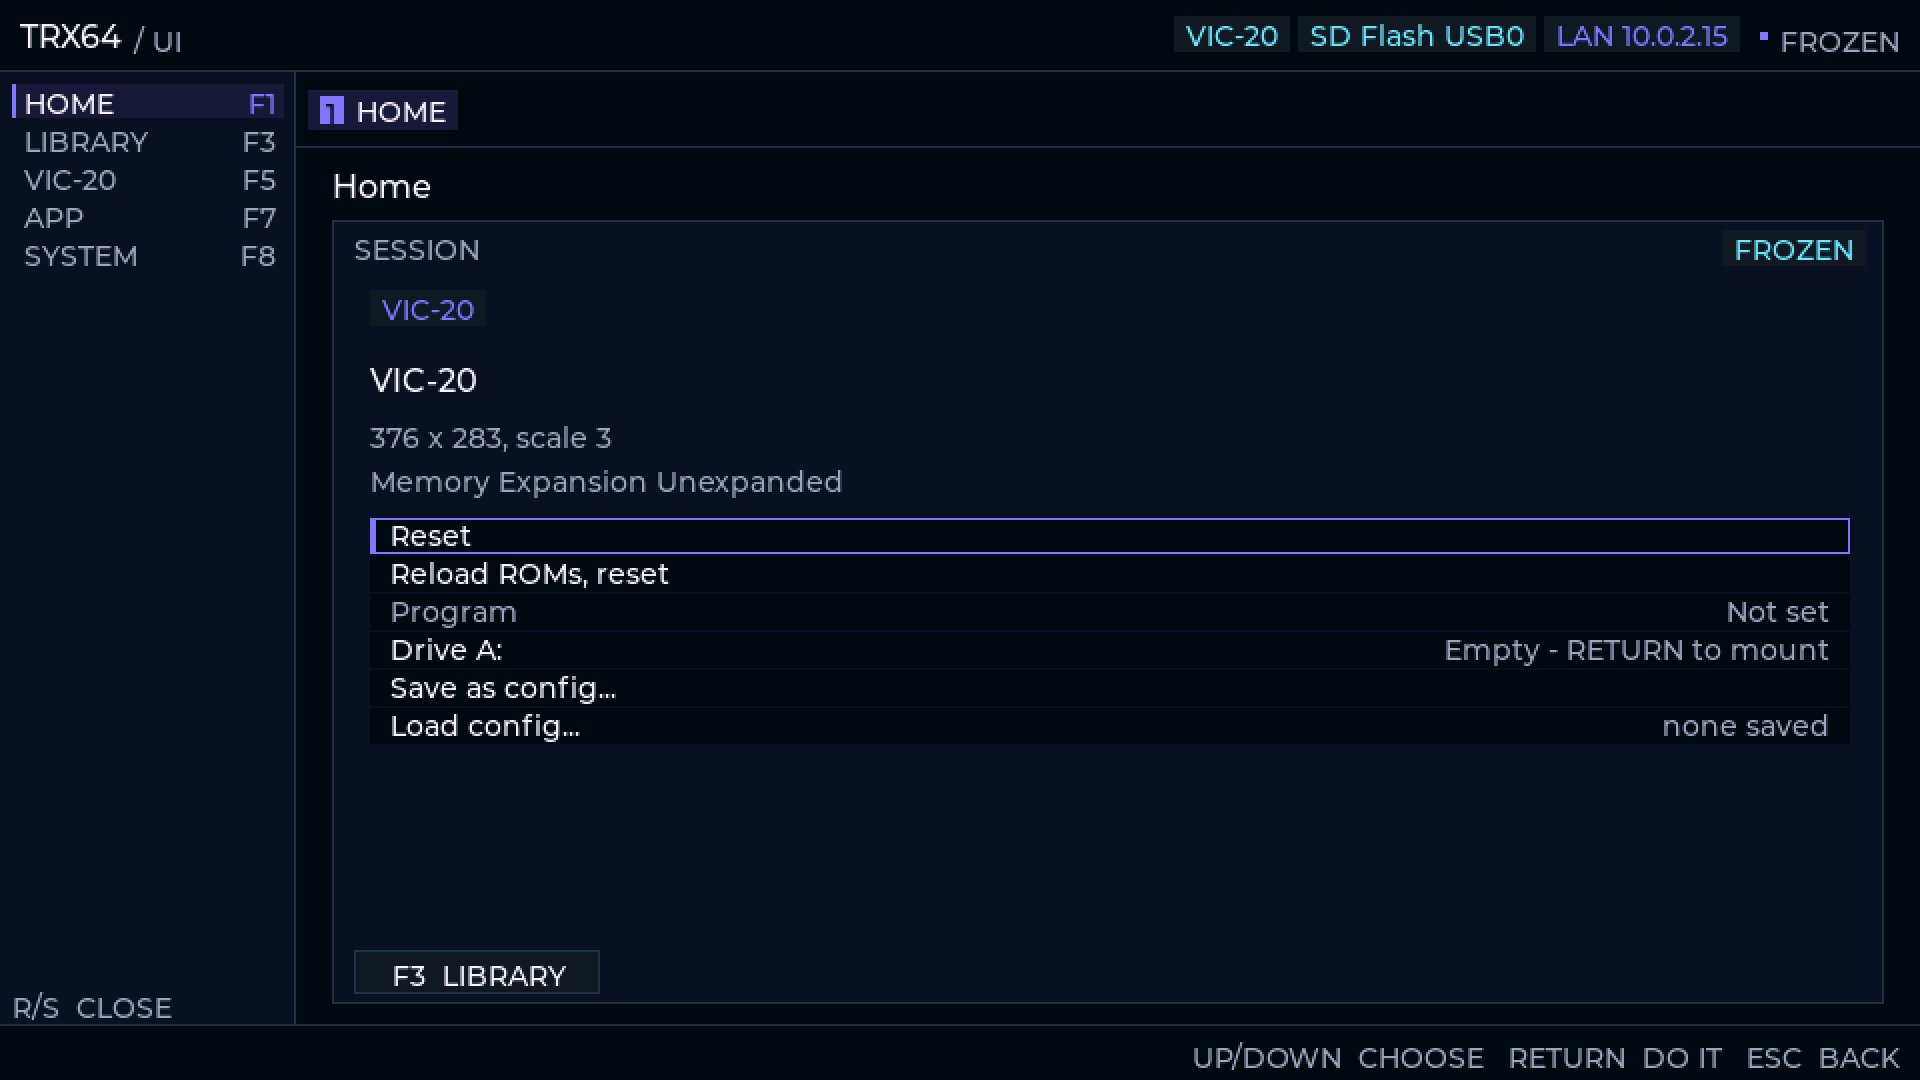 TRX64 / UI
VIC-20 SD Flash USB0 LAN 10.0.2.15 FROZEN
HOME F1
LIBRARY F3
VIC-20 F5
APP F7
SYSTEM F8
R/S CLOSE
1 HOME
Home
SESSION FROZEN
VIC-20
VIC-20
376 x 283, scale 3
Memory Expansion Unexpanded
Reset
Reload ROMs, reset
Program Not set
Drive A: Empty - RETURN to mount
Save as config...
Load config... none saved
F3 LIBRARY
UP/DOWN CHOOSE RETURN DO IT ESC BACK